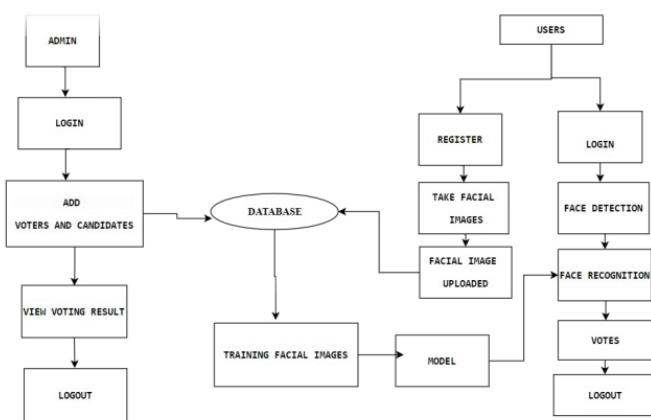 ADMIN
LOGIN
ADD
VOTERS AND CANDIDATES
VIEW VOTING RESULT
LOGOUT
DATABASE
TRAINING FACIAL IMAGES
MODEL
USERS
REGISTER
TAKE FACIAL
IMAGES
FACIAL IMAGE
UPLOADED
LOGIN
FACE DETECTION
FACE RECOGNITION
VOTES
LOGOUT